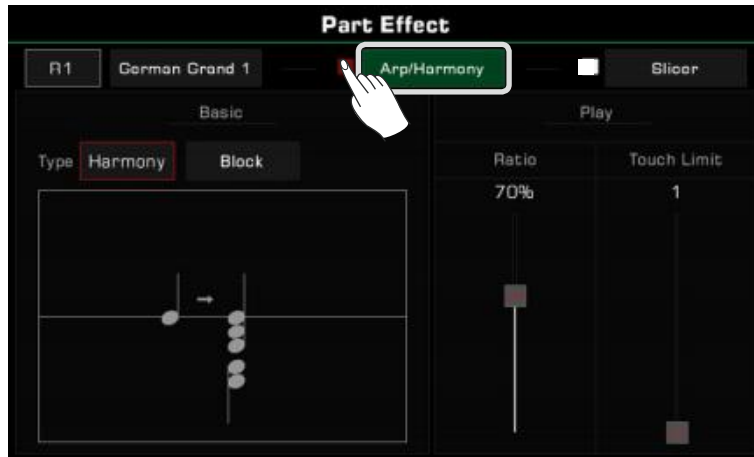 Part Effect
R1 German Grand 1 Arp/Harmony Slicer
Basic Play
Type Harmony Block Ratio Touch Limit
70% 1